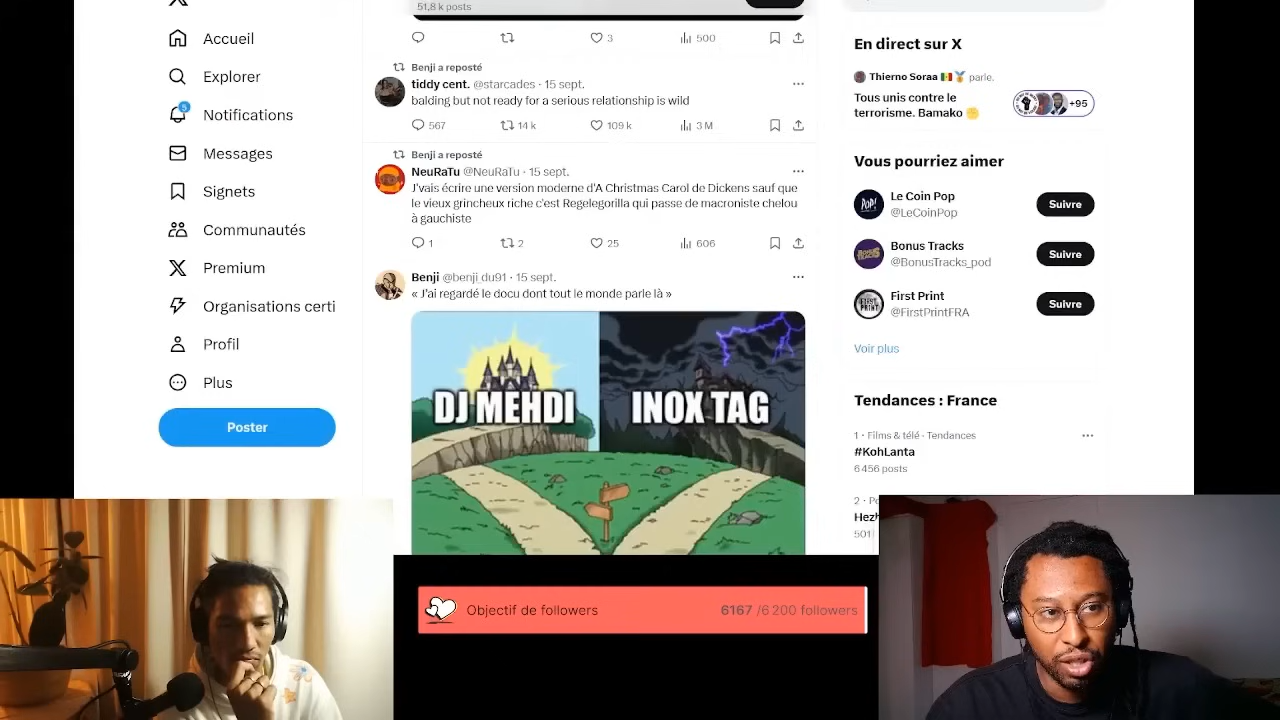 Accueil
Explorer
5
Notifications
Messages
Signets
Communautés
Premium
Organisations certi
Profil
Plus
Poster
51,8 k posts
3
500
Benji a reposté
tiddy cent. @starcades · 15 sept.
balding but not ready for a serious relationship is wild
567
14 k
109 k
3 M
Benji a reposté
NeuRaTu @NeuRaTu · 15 sept.
J'vais écrire une version moderne d'A Christmas Carol de Dickens sauf que
le vieux grincheux riche c'est Regelegorilla qui passe de macroniste chelou
à gauchiste
1
2
25
606
Benji @benji_du91 · 15 sept.
« J'ai regardé le docu dont tout le monde parle là »
DJ MEHDI
INOX TAG
En direct sur X
Thierno Soraa parle.
Tous unis contre le
terrorisme. Bamako
+95
Vous pourriez aimer
POP!
Le Coin Pop
@LeCoinPop
Suivre
Bonus Tracks
@BonusTracks_pod
Suivre
First Print
@FirstPrintFRA
Suivre
Voir plus
Tendances : France
1 · Films & télé · Tendances
#KohLanta
6 456 posts
2 · Po
Hezb
501
Objectif de followers
6167 /6 200 followers